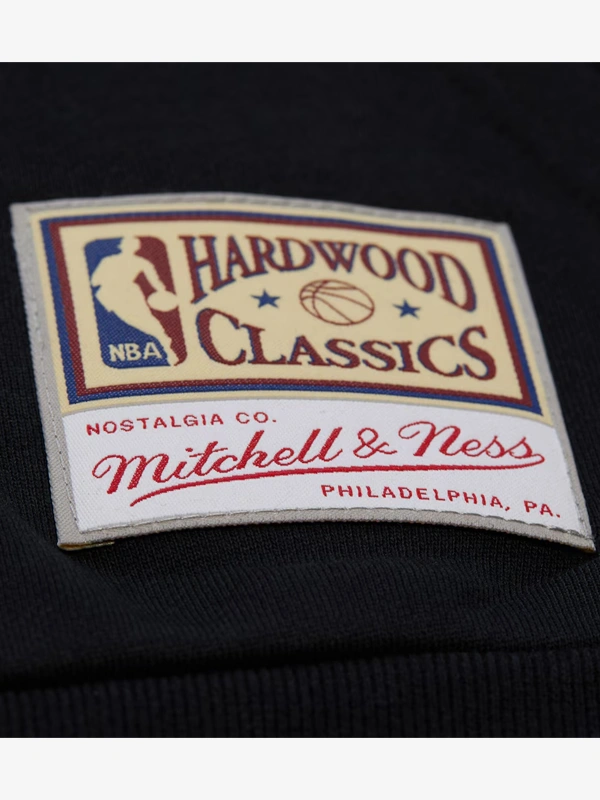 HARDWOOD
NBA
CLASSICS
NOSTALGIA CO.
Mitchell & Ness
PHILADELPHIA, PA.